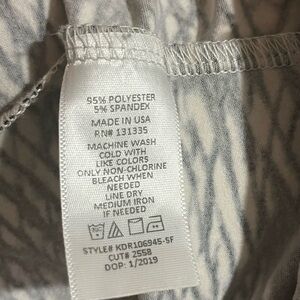 95% POLYESTER
5% SPANDEX
MADE IN USA
RN# 131335
MACHINE WASH
COLD WITH
LIKE COLORS
ONLY NON-CHLORINE
BLEACH WHEN
NEEDED
LINE DRY
MEDIUM IRON
IF NEEDED
STYLE# KDR106945-SF
CUT# 2558
DOP: 1/2019